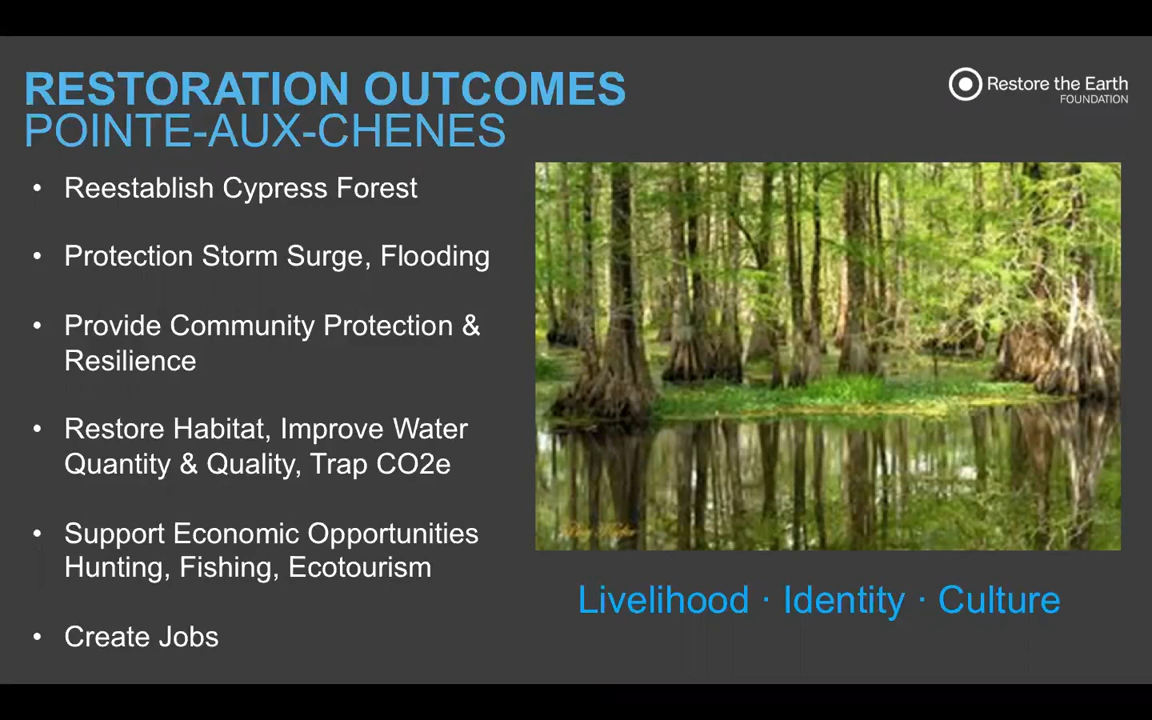 RESTORATION OUTCOMES
POINTE-AUX-CHENES
Restore the Earth
FOUNDATION
• Reestablish Cypress Forest
• Protection Storm Surge, Flooding
• Provide Community Protection &
Resilience
• Restore Habitat, Improve Water
Quantity & Quality, Trap CO2e
• Support Economic Opportunities
Hunting, Fishing, Ecotourism
• Create Jobs
Livelihood · Identity · Culture